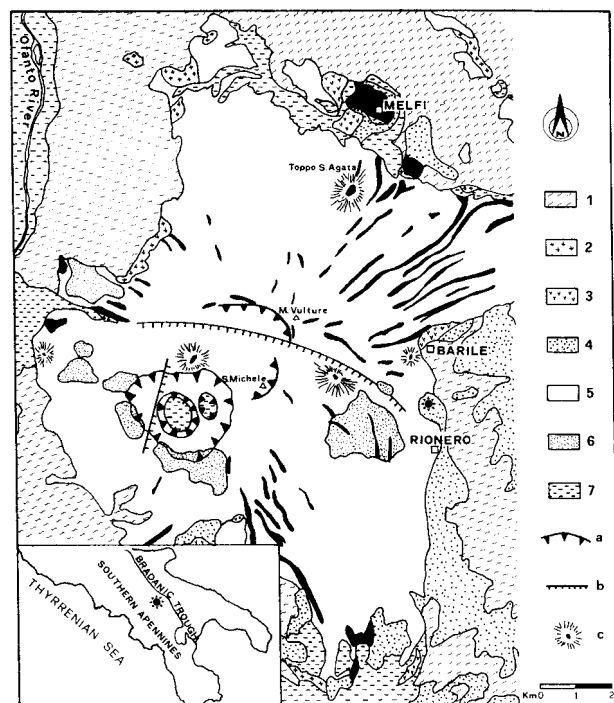 Ofanto River
MELFI
Toppo S. Agata
M. Vulture
BARILE
S. Michele
RIONERO
N
1
2
3
4
5
6
7
a
b
c
Km 0 1 2
BRADANIC TROUGH
SOUTHERN APENNINES
THYRRENIAN SEA